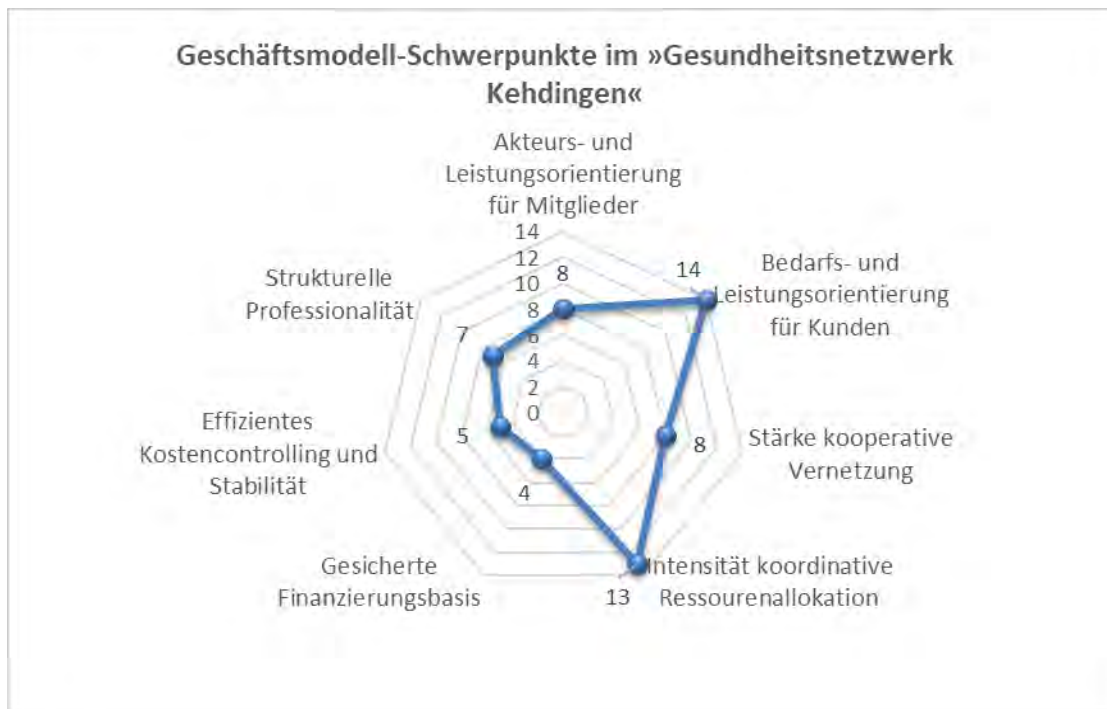 Geschäftsmodell-Schwerpunkte im »Gesundheitsnetzwerk
Kehdingen«
Akteurs- und
Leistungsorientierung
für Mitglieder
14
12
10
8
6
4
2
0
8
14
Bedarfs- und
Leistungsorientierung
für Kunden
8
Stärke kooperative
Vernetzung
13
Intensität koordinative
Ressourenallokation
4
Gesicherte
Finanzierungsbasis
5
Effizientes
Kostencontrolling und
Stabilität
7
Strukturelle
Professionalität